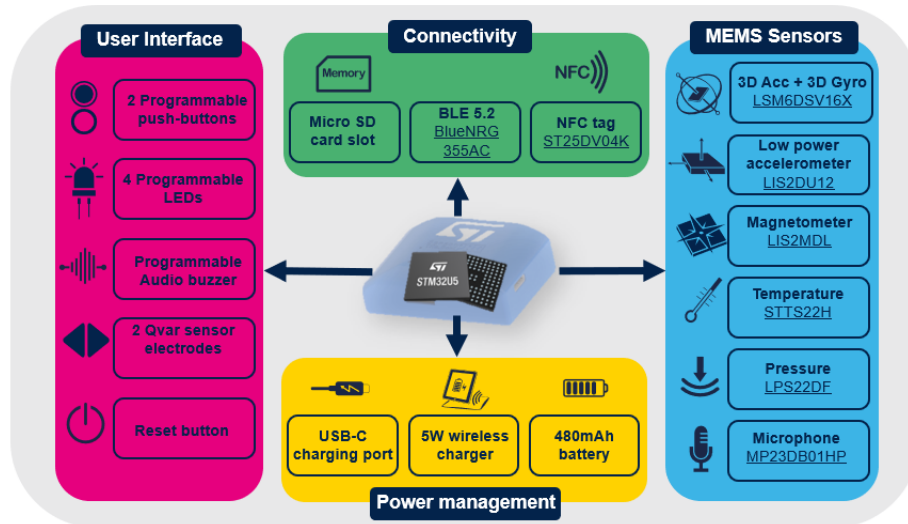 User Interface
2 Programmable
push-buttons
4 Programmable
LEDs
Programmable
Audio buzzer
2 Qvar sensor
electrodes
Reset button
Connectivity
Memory
Micro SD
card slot
BLE 5.2
BlueNRG
355AC
NFC
NFC tag
ST25DV04K
MEMS Sensors
3D Acc + 3D Gyro
LSM6DSV16X
Low power
accelerometer
LIS2DU12
Magnetometer
LIS2MDL
Temperature
STTS22H
Pressure
LPS22DF
Microphone
MP23DB01HP
ST
ST
STM32U5
USB-C
charging port
5W wireless
charger
480mAh
battery
Power management